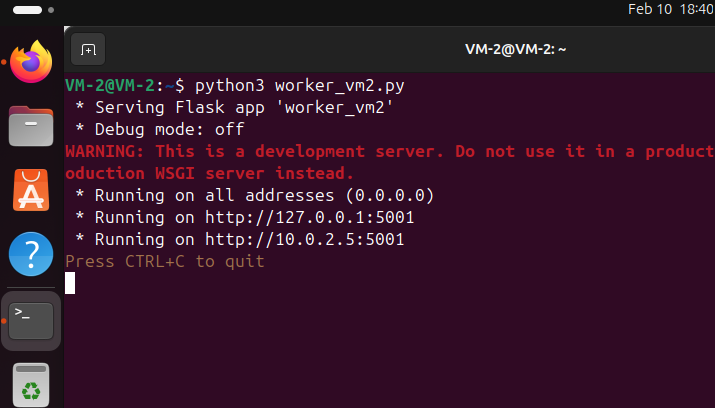 Feb 10 18:40
VM-2@VM-2: ~
VM-2@VM-2:~$ python3 worker_vm2.py
* Serving Flask app 'worker_vm2'
* Debug mode: off
WARNING: This is a development server. Do not use it in a product
oduction WSGI server instead.
* Running on all addresses (0.0.0.0)
* Running on http://127.0.0.1:5001
* Running on http://10.0.2.5:5001
Press CTRL+C to quit